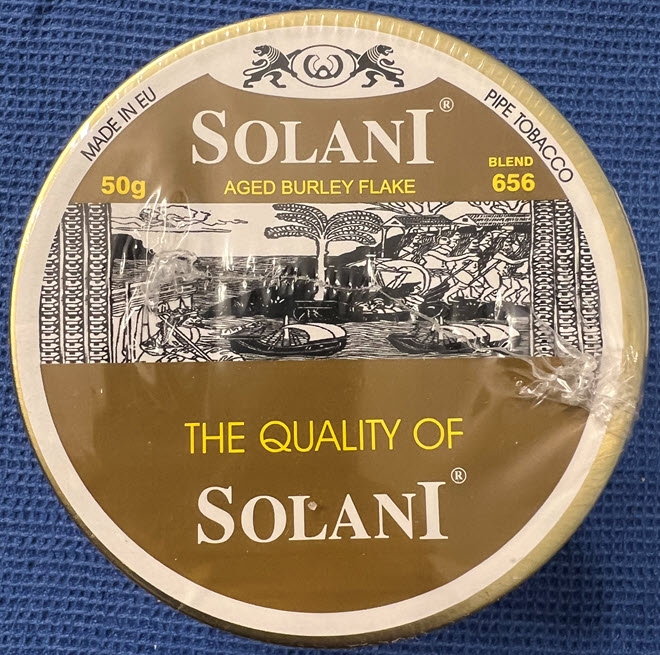 MADE IN EU
PIPE TOBACCO
SOLANI®
50g
AGED BURLEY FLAKE
BLEND
656
THE QUALITY OF
SOLANI®